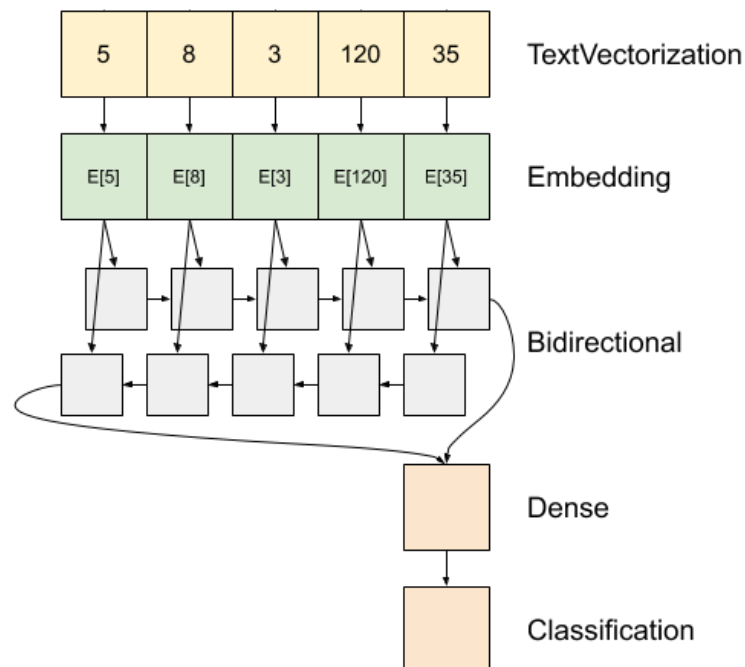 5 8 3 120 35 TextVectorization
E[5] E[8] E[3] E[120] E[35] Embedding
Bidirectional
Dense
Classification